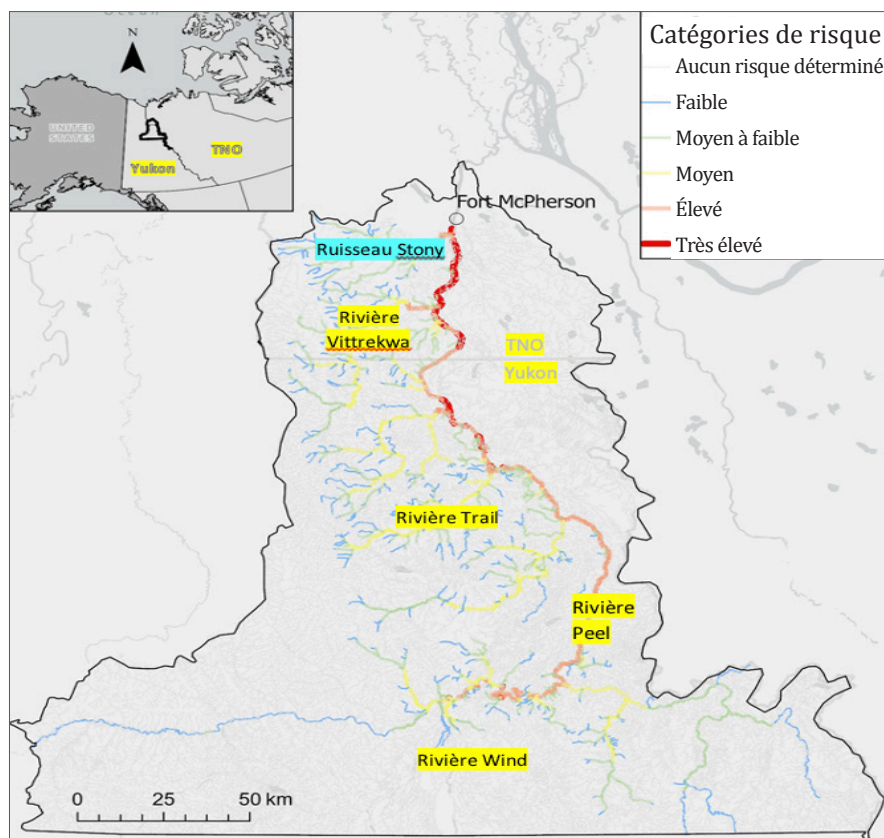 Ocean
N
UNITED
STATES
TNO
Yukon
Catégories de risque
Aucun risque déterminé
Faible
Moyen à faible
Moyen
Élevé
Très élevé
Fort McPherson
Ruisseau Stony
Rivière
Vittrekwa
TNO
Yukon
Rivière Trail
Rivière
Peel
Rivière Wind
0 25 50 km